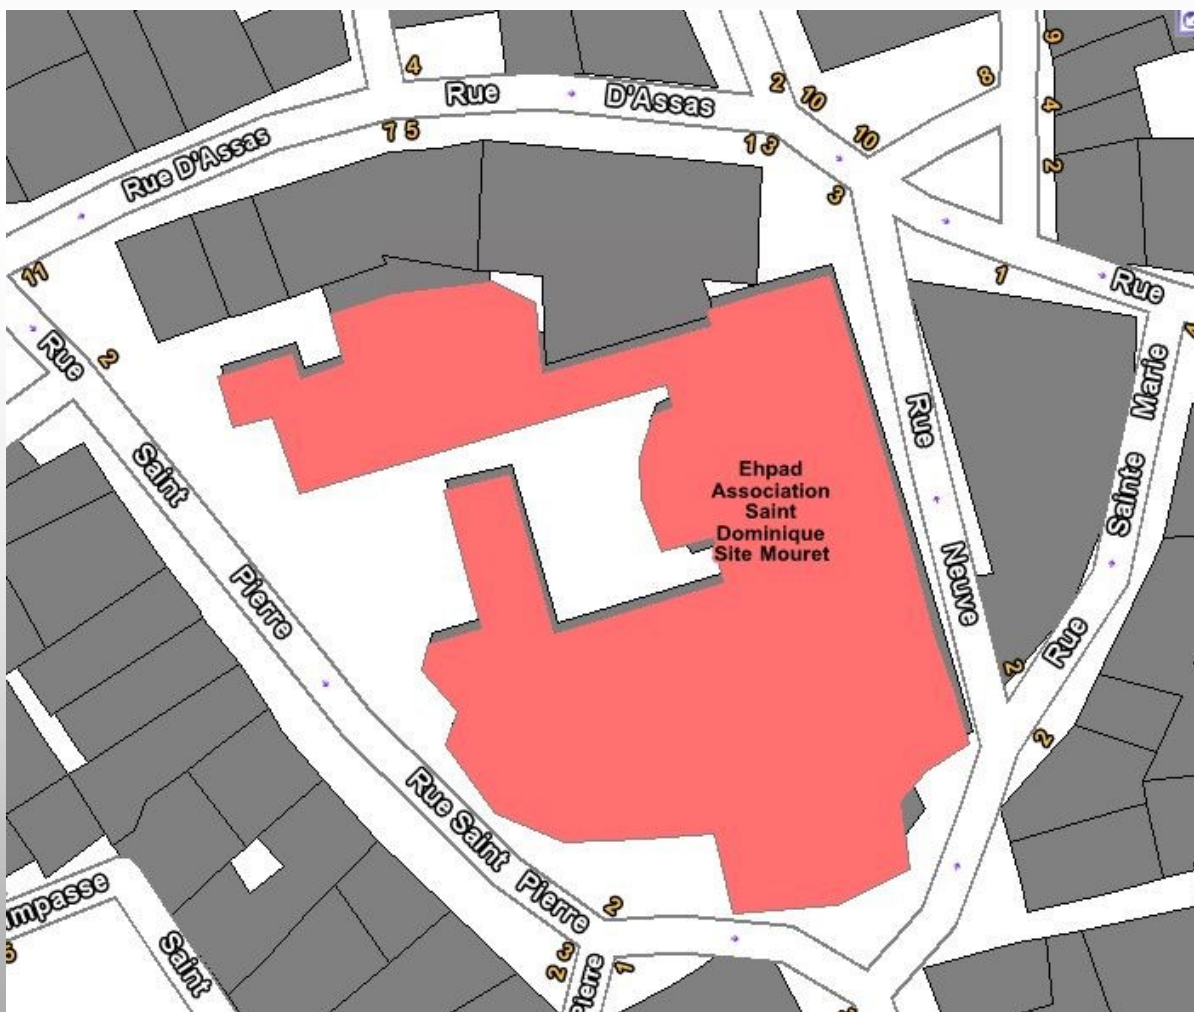 9
4
8
2
10
Rue
D'Assas
4
10
7 5
1 3
Rue D'Assas
2
3
11
1
Rue
2
Rue
Marie
Rue
Ehpad
Association
Saint
Dominique
Site Mouret
Saint
Sainte
Neuve
Pierre
Rue
2
2
Rue Saint
Pierre
2
Impasse
Saint
3
2
1
Pierre